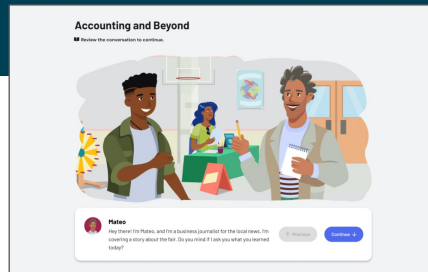 Accounting and Beyond
Review the conversation to continue.
Mateo
Hey there! I'm Mateo, and I'm a business journalist for the local news. I'm
covering a story about the fair. Do you mind if I ask you what you learned
today?
Previous
Continue